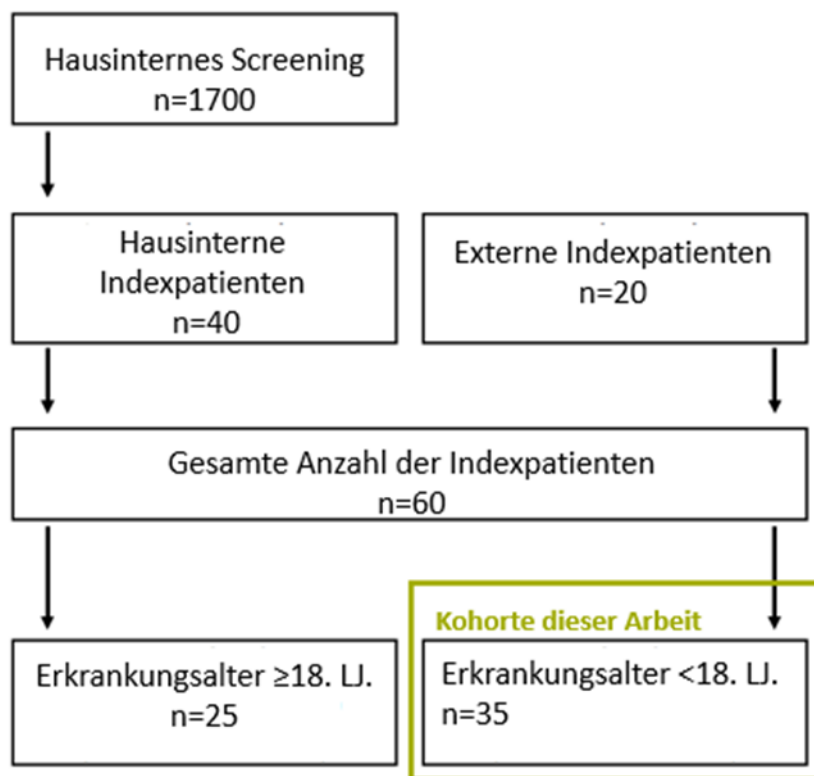 Hausinternes Screening
n=1700
Hausinterne
Indexpatienten
n=40
Externe Indexpatienten
n=20
Gesamte Anzahl der Indexpatienten
n=60
Kohorte dieser Arbeit
Erkrankungsalter ≥18. LJ.
n=25
Erkrankungsalter <18. LJ.
n=35